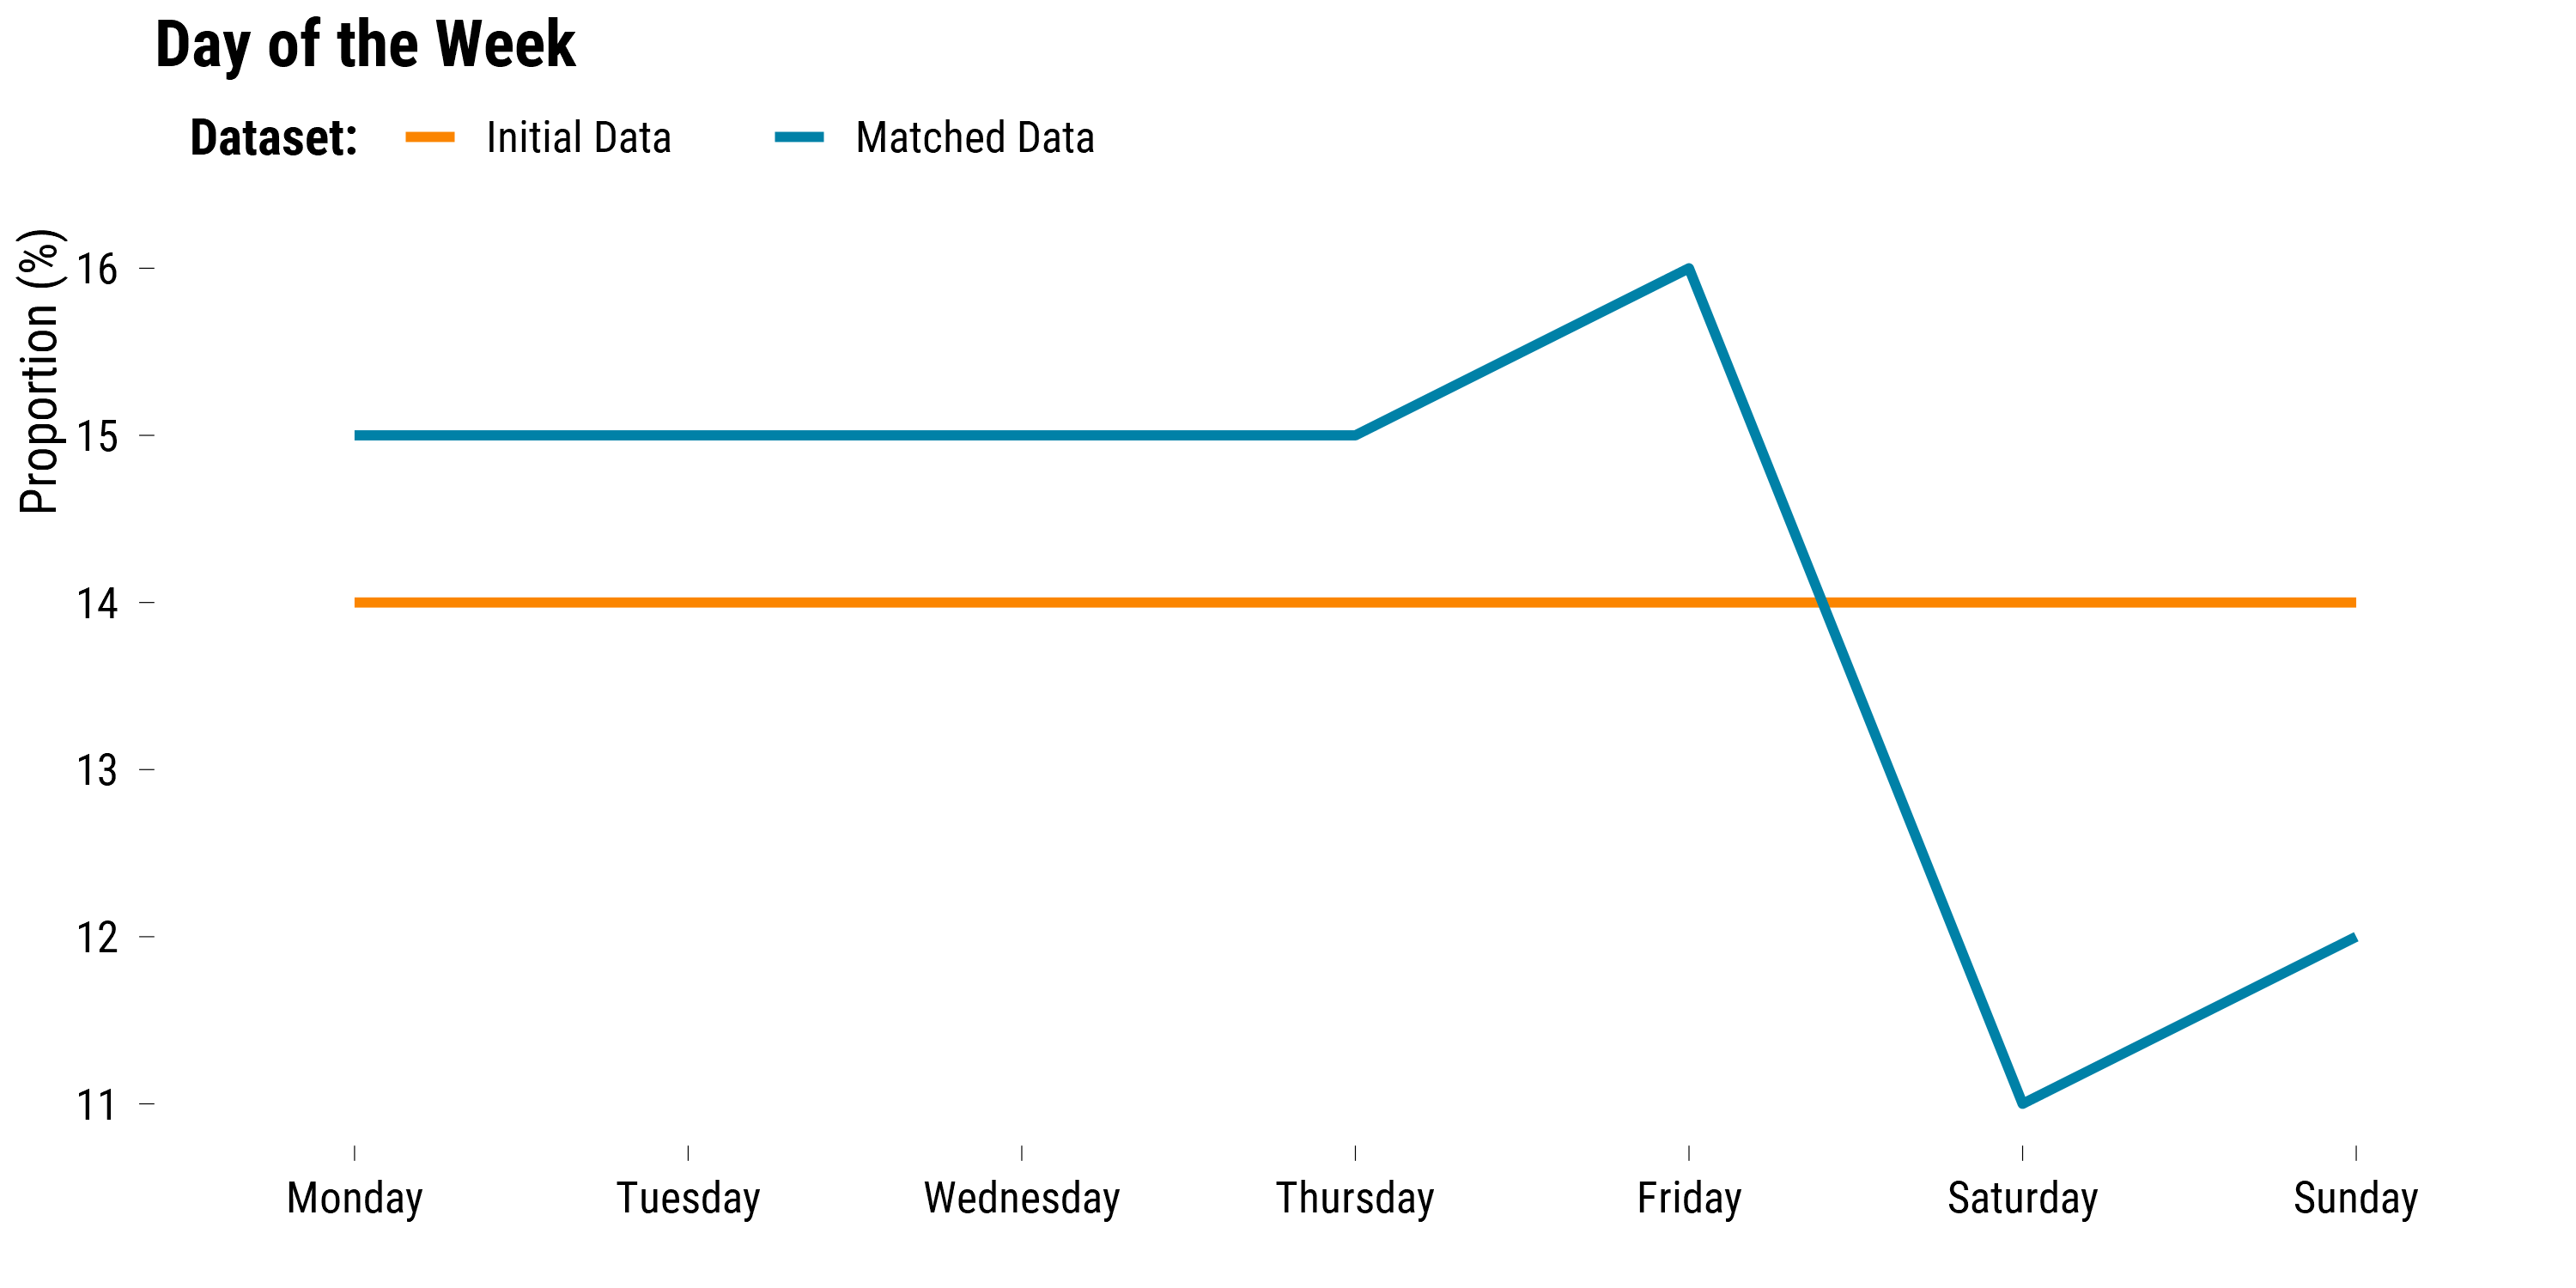 Day of the Week
Dataset: Initial Data Matched Data
Proportion (%)
16
15
14
13
12
11
Monday Tuesday Wednesday Thursday Friday Saturday Sunday